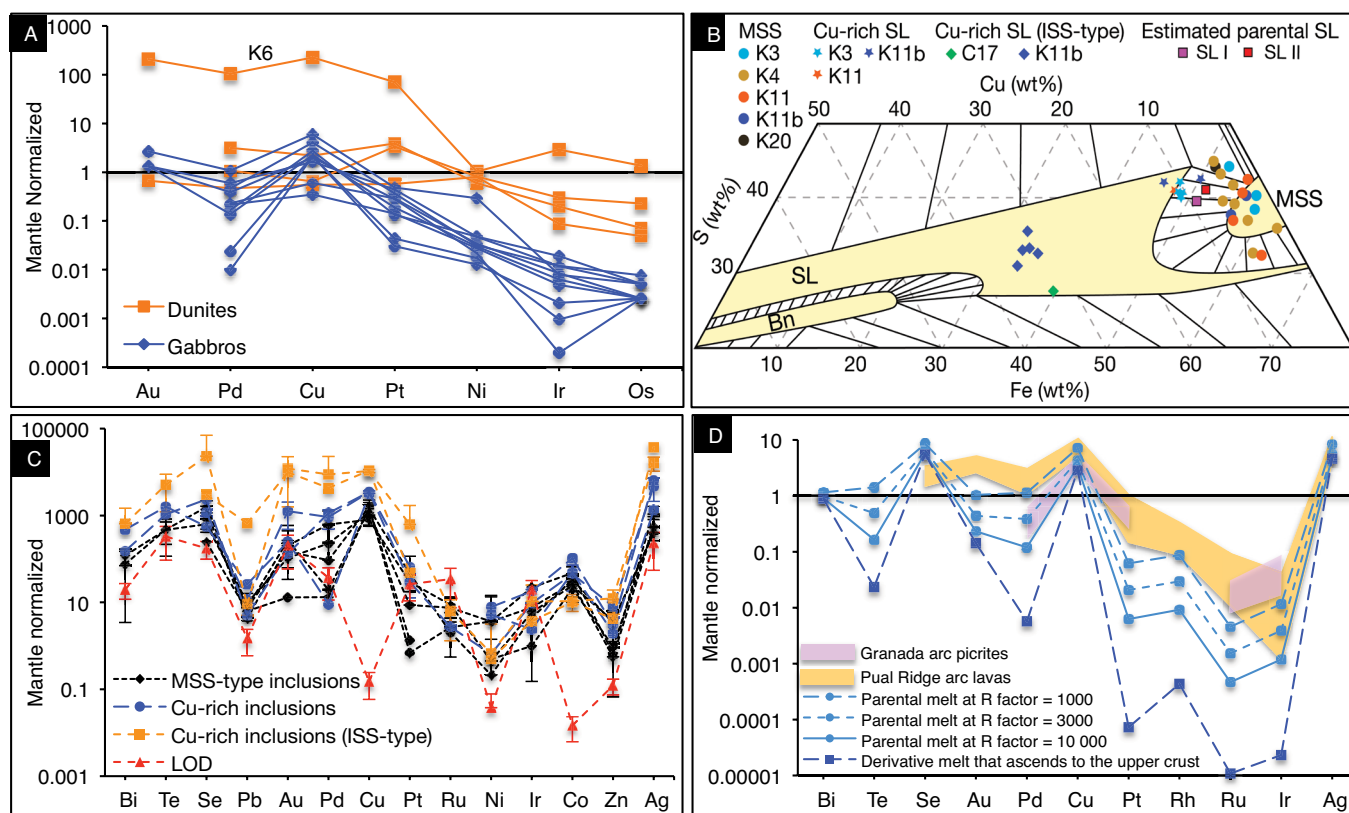 A
1000
100
10
1
0.1
0.01
0.001
0.0001
Mantle Normalized
K6
Dunites
Gabbros
Au Pd Cu Pt Ni Ir Os
B
MSS Cu-rich SL Cu-rich SL (ISS-type) Estimated parental SL
K3 K3 K11b C17 K11b SL I SL II
K4 K11
K11
K11b
K20
Cu (wt%)
50 40 30 20 10
S (wt%)
40
30
MSS
SL
Bn
10 20 30 40 50 60 70
Fe (wt%)
C
100000
1000
10
0.1
0.001
Mantle normalized
MSS-type inclusions
Cu-rich inclusions
Cu-rich inclusions (ISS-type)
LOD
Bi Te Se Pb Au Pd Cu Pt Ru Ni Ir Co Zn Ag
D
10
1
0.1
0.01
0.001
0.0001
0.00001
Mantle normalized
Granada arc picrites
Pual Ridge arc lavas
Parental melt at R factor = 1000
Parental melt at R factor = 3000
Parental melt at R factor = 10 000
Derivative melt that ascends to the upper crust
Bi Te Se Au Pd Cu Pt Rh Ru Ir Ag